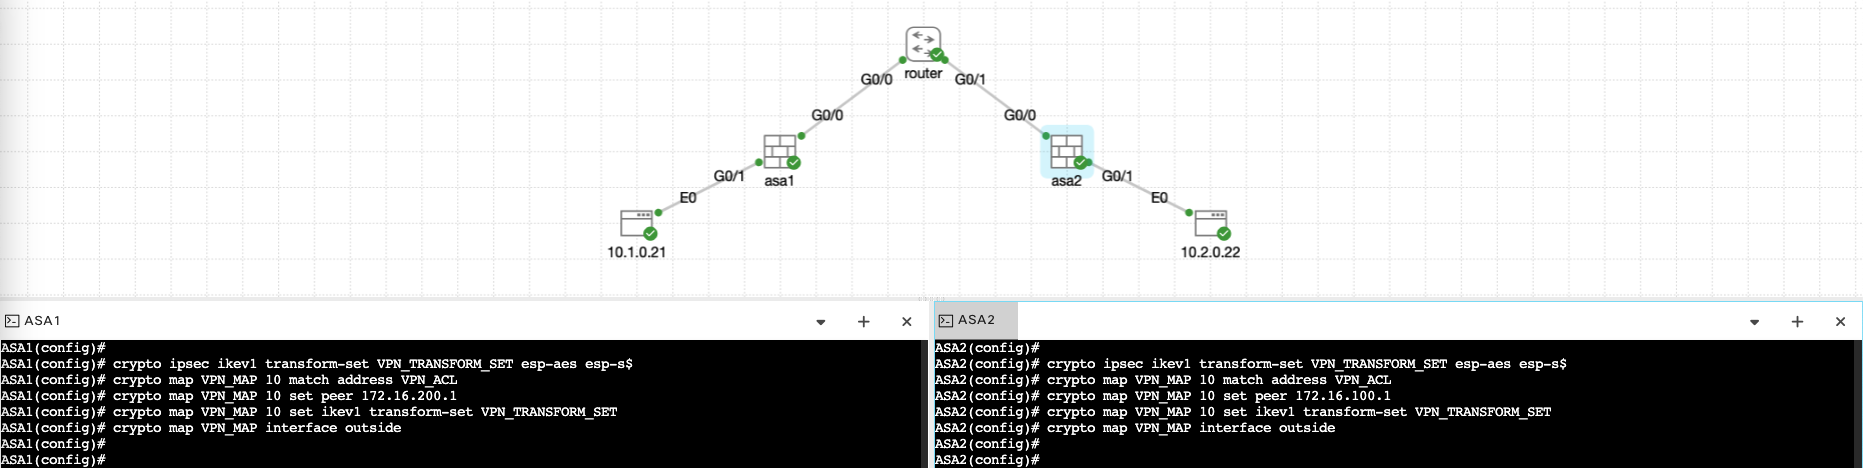 router
G0/0
G0/1
G0/0
G0/0
G0/1
asa1
asa2
G0/1
E0
E0
10.1.0.21
10.2.0.22
ASA1
ASA1(config)#
ASA1(config)# crypto ipsec ikev1 transform-set VPN_TRANSFORM_SET esp-aes esp-s$
ASA1(config)# crypto map VPN_MAP 10 match address VPN_ACL
ASA1(config)# crypto map VPN_MAP 10 set peer 172.16.200.1
ASA1(config)# crypto map VPN_MAP 10 set ikev1 transform-set VPN_TRANSFORM_SET
ASA1(config)# crypto map VPN_MAP interface outside
ASA1(config)#
ASA1(config)#
ASA2
ASA2(config)#
ASA2(config)# crypto ipsec ikev1 transform-set VPN_TRANSFORM_SET esp-aes esp-s$
ASA2(config)# crypto map VPN_MAP 10 match address VPN_ACL
ASA2(config)# crypto map VPN_MAP 10 set peer 172.16.100.1
ASA2(config)# crypto map VPN_MAP 10 set ikev1 transform-set VPN_TRANSFORM_SET
ASA2(config)# crypto map VPN_MAP interface outside
ASA2(config)#
ASA2(config)#